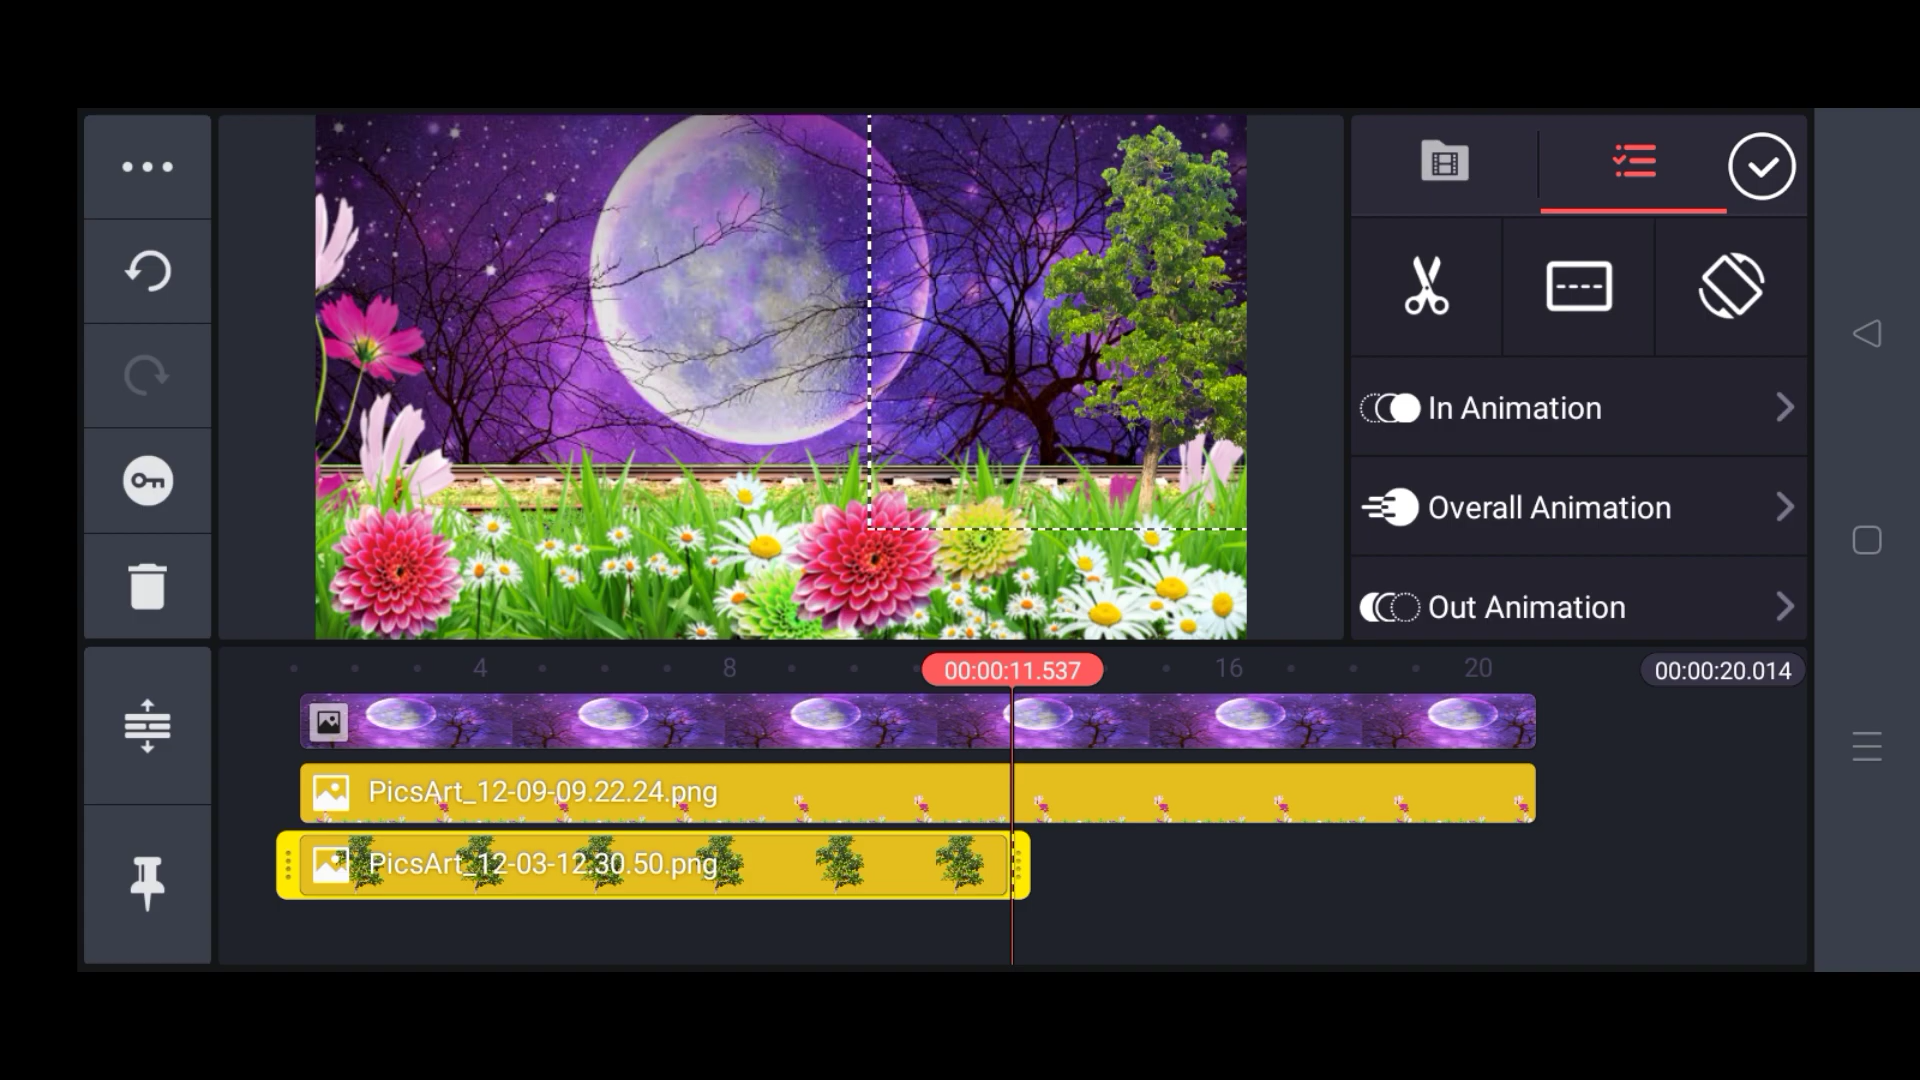 In Animation
Overall Animation
Out Animation
4
8
00:00:11.537
16
20
00:00:20.014
PicsArt_12-09-09.22.24.png
PicsArt_12-03-12.30.50.png